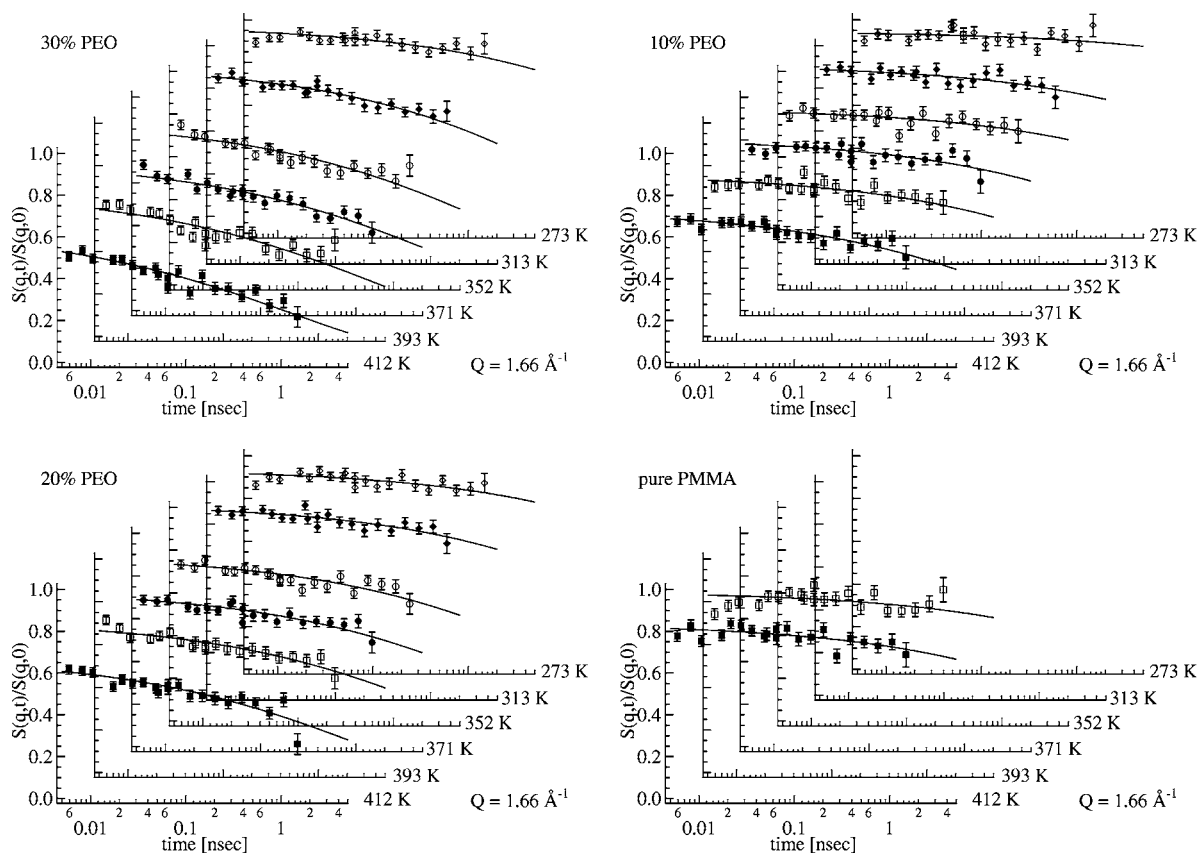 30% PEO
S(q,t)/S(q,0)
1.0
0.8
0.6
0.4
0.2
0.0
273 K
313 K
352 K
371 K
393 K
412 K
Q = 1.66 Å⁻¹
6 2 4 6 2 4 6 2 4
0.01 0.1 1
time [nsec]
10% PEO
S(q,t)/S(q,0)
1.0
0.8
0.6
0.4
0.2
0.0
273 K
313 K
352 K
371 K
393 K
412 K
Q = 1.66 Å⁻¹
6 2 4 6 2 4 6 2 4
0.01 0.1 1
time [nsec]
20% PEO
S(q,t)/S(q,0)
1.0
0.8
0.6
0.4
0.2
0.0
273 K
313 K
352 K
371 K
393 K
412 K
Q = 1.66 Å⁻¹
6 2 4 6 2 4 6 2 4
0.01 0.1 1
time [nsec]
pure PMMA
S(q,t)/S(q,0)
1.0
0.8
0.6
0.4
0.2
0.0
273 K
313 K
352 K
371 K
393 K
412 K
Q = 1.66 Å⁻¹
6 2 4 6 2 4 6 2 4
0.01 0.1 1
time [nsec]